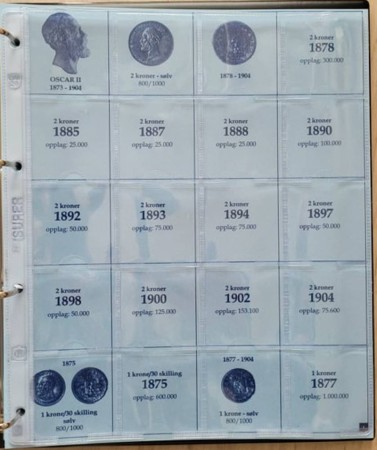 OSCAR II
1873 - 1904
2 kroner - sølv
800/1000
1878 - 1904
2 kroner
1878
opplag: 300.000
2 kroner
1885
opplag: 25.000
2 kroner
1887
opplag: 25.000
2 kroner
1888
opplag: 25.000
2 kroner
1890
opplag: 100.000
2 kroner
1892
opplag: 50.000
2 kroner
1893
opplag: 75.000
2 kroner
1894
opplag: 75.000
2 kroner
1897
opplag: 50.000
2 kroner
1898
opplag: 50.000
2 kroner
1900
opplag: 125.000
2 kroner
1902
opplag: 153.100
2 kroner
1904
opplag: 75.600
1875
1 krone/30 skilling
sølv
800/1000
1 krone/30 skilling
1875
opplag: 600.000
1877 - 1904
1 krone - sølv
800/1000
1 krone
1877
opplag: 1.000.000